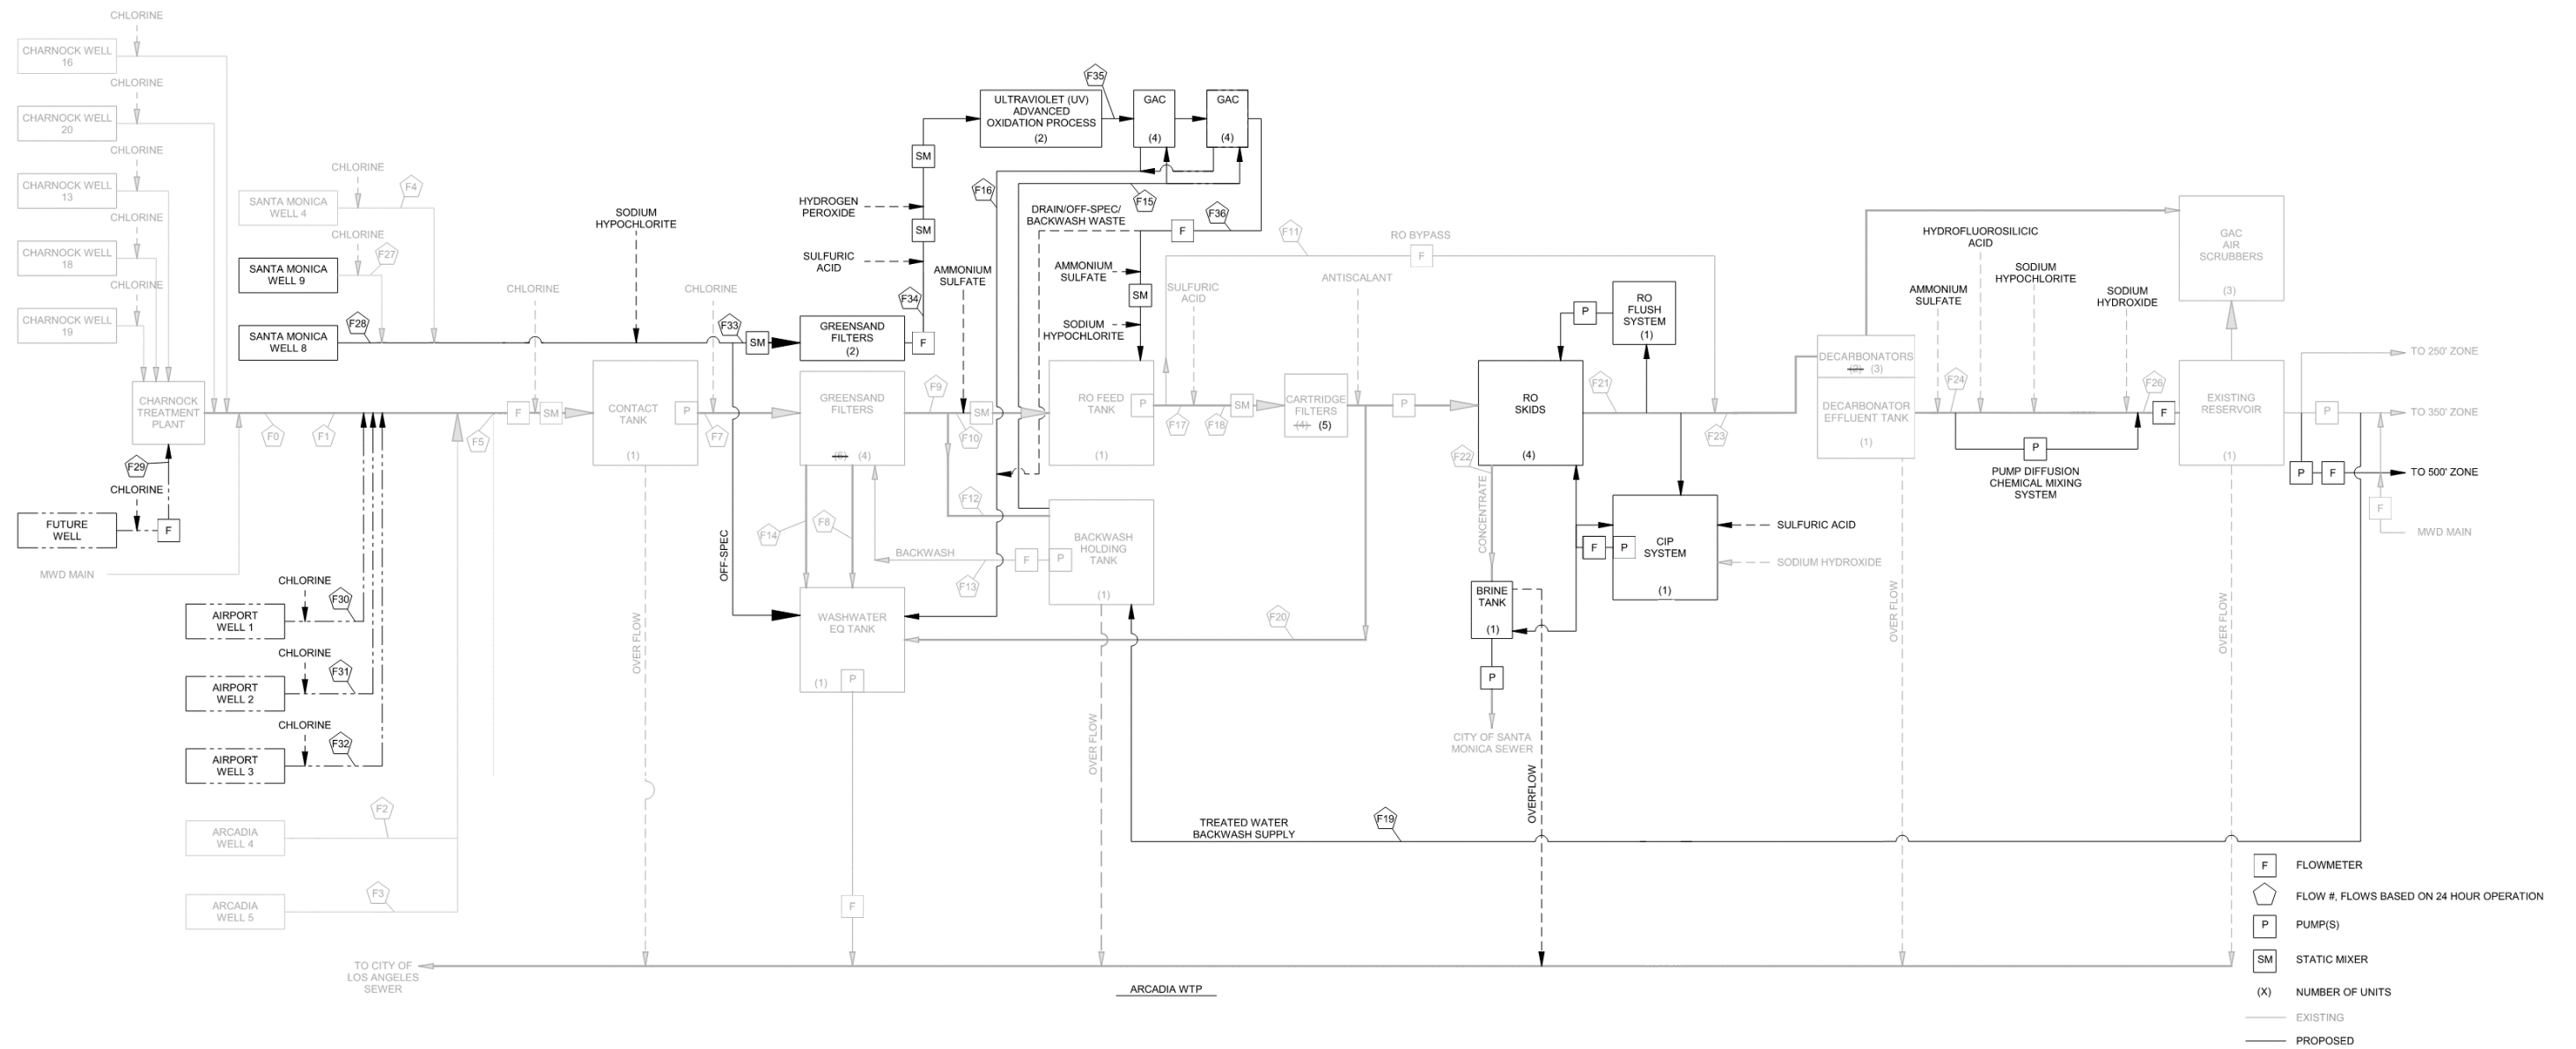 CHLORINE
CHARNOCK WELL
16
CHLORINE
CHARNOCK WELL
20
CHLORINE
CHARNOCK WELL
13
CHLORINE
CHARNOCK WELL
18
CHLORINE
CHARNOCK WELL
19
CHARNOCK
TREATMENT
PLANT
F29
CHLORINE
FUTURE
WELL
F
MWD MAIN
CHLORINE
SANTA MONICA
WELL 4
F4
CHLORINE
SANTA MONICA
WELL 9
F27
SANTA MONICA
WELL 8
F28
F0
F1
F5
CHLORINE
AIRPORT
WELL 1
F30
CHLORINE
AIRPORT
WELL 2
F31
CHLORINE
AIRPORT
WELL 3
F32
ARCADIA
WELL 4
F2
ARCADIA
WELL 5
F3
TO CITY OF
LOS ANGELES
SEWER
CHLORINE
F
SM
SODIUM
HYPOCHLORITE
CONTACT
TANK
(1)
P
OVER FLOW
CHLORINE
F7
F33
SM
OFF-SPEC
GREENSAND
FILTERS
(2)
F
F34
SULFURIC
ACID
SM
HYDROGEN
PEROXIDE
SM
ULTRAVIOLET (UV)
ADVANCED
OXIDATION PROCESS
(2)
F35
GAC
(4)
GAC
(4)
F16
F15
F36
F
DRAIN/OFF-SPEC/
BACKWASH WASTE
GREENSAND
FILTERS
(6) (4)
F9
AMMONIUM
SULFATE
F10
SM
F14
F8
F12
BACKWASH
F13
F
P
BACKWASH
HOLDING
TANK
(1)
OVER FLOW
WASHWATER
EQ TANK
(1)
P
F
AMMONIUM
SULFATE
SM
SODIUM
HYPOCHLORITE
RO FEED
TANK
(1)
P
F11
RO BYPASS
F
SULFURIC
ACID
F17
F18
SM
ANTISCALANT
CARTRIDGE
FILTERS
(4) (5)
P
F20
RO
SKIDS
(4)
P
RO
FLUSH
SYSTEM
(1)
F21
F22
CONCENTRATE
F23
CIP
SYSTEM
(1)
F
P
SULFURIC ACID
SODIUM HYDROXIDE
BRINE
TANK
(1)
P
CITY OF SANTA
MONICA SEWER
OVERFLOW
TREATED WATER
BACKWASH SUPPLY
F19
DECARBONATORS
(2) (3)
DECARBONATOR
EFFLUENT TANK
(1)
OVER FLOW
AMMONIUM
SULFATE
HYDROFLUOROSILICIC
ACID
SODIUM
HYPOCHLORITE
SODIUM
HYDROXIDE
F24
F26
F
P
PUMP DIFFUSION
CHEMICAL MIXING
SYSTEM
GAC
AIR
SCRUBBERS
(3)
EXISTING
RESERVOIR
(1)
OVER FLOW
TO 250' ZONE
P
TO 350' ZONE
P
F
TO 500' ZONE
F
MWD MAIN
ARCADIA WTP
F
FLOWMETER
FLOW #, FLOWS BASED ON 24 HOUR OPERATION
P
PUMP(S)
SM
STATIC MIXER
(X)
NUMBER OF UNITS
EXISTING
PROPOSED